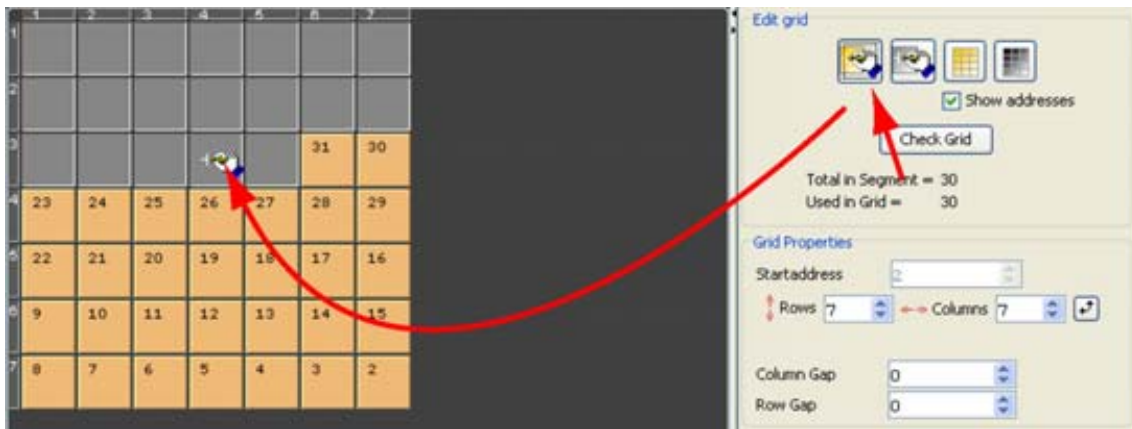 1 2 3 4 5 6 7
1
2
3 31 30
4 23 24 25 26 27 28 29
5 22 21 20 19 18 17 16
6 9 10 11 12 13 14 15
7 8 7 6 5 4 3 2
Edit grid
Show addresses
Check Grid
Total in Segment = 30
Used in Grid = 30
Grid Properties
Startaddress 2
Rows 7 Columns 7
Column Gap 0
Row Gap 0